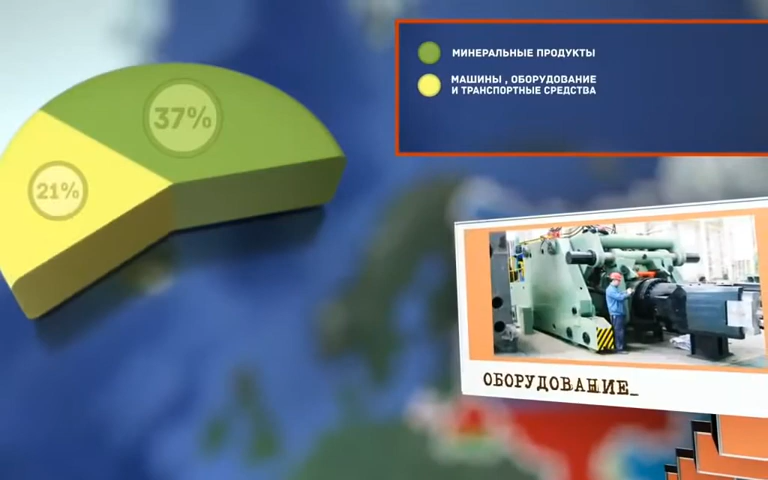 37%
21%
МИНЕРАЛЬНЫЕ ПРОДУКТЫ
МАШИНЫ , ОБОРУДОВАНИЕ
И ТРАНСПОРТНЫЕ СРЕДСТВА
ОБОРУДОВАНИЕ_